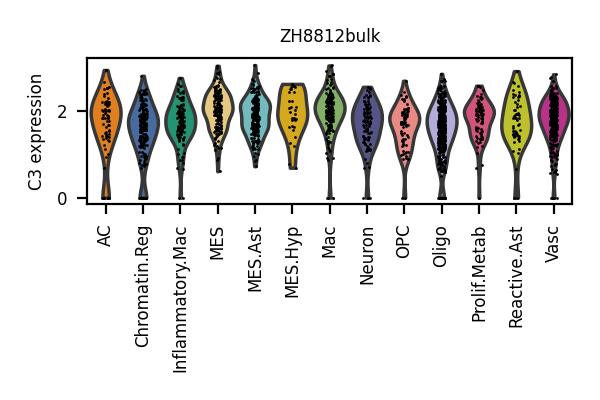 ZH8812bulk
C3 expression
2
0
AC
Chromatin.Reg
Inflammatory.Mac
MES
MES.Ast
MES.Hyp
Mac
Neuron
OPC
Oligo
Prolif.Metab
Reactive.Ast
Vasc